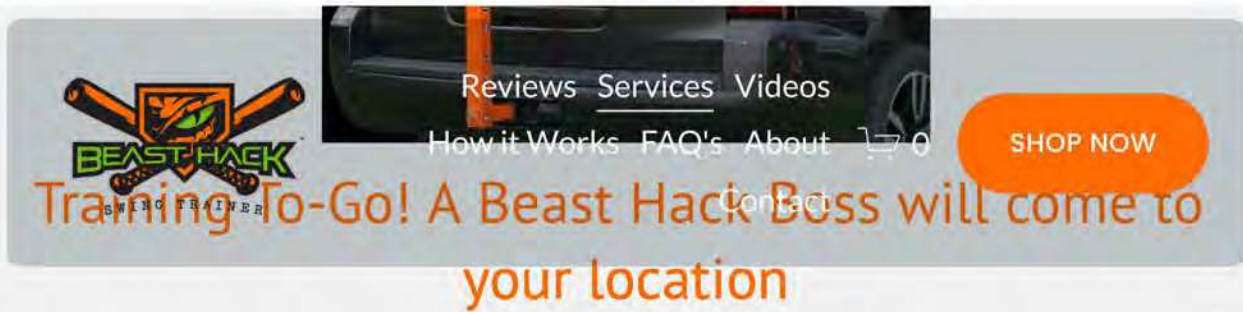 Reviews Services Videos
How it Works FAQ's About 0
SHOP NOW
Contact
BEAST HACK
SWING TRAINER
Training To-Go! A Beast Hack Boss will come to
your location